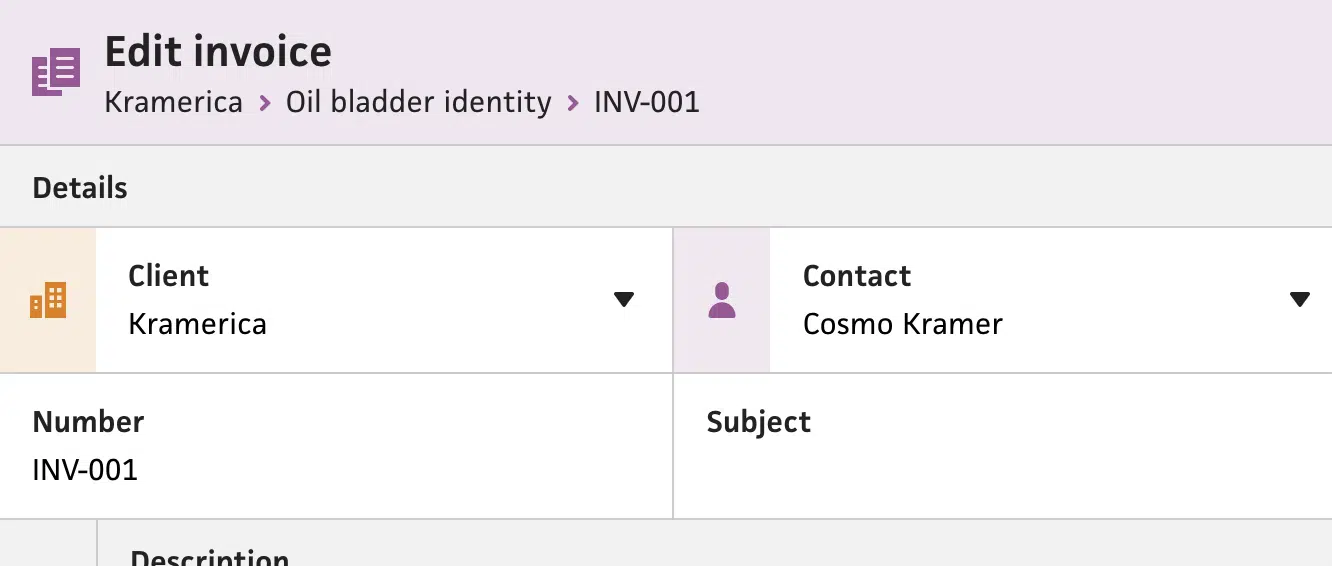 Edit invoice
Kramerica > Oil bladder identity > INV-001
Details
Client
Kramerica
Contact
Cosmo Kramer
Number
INV-001
Subject
Description